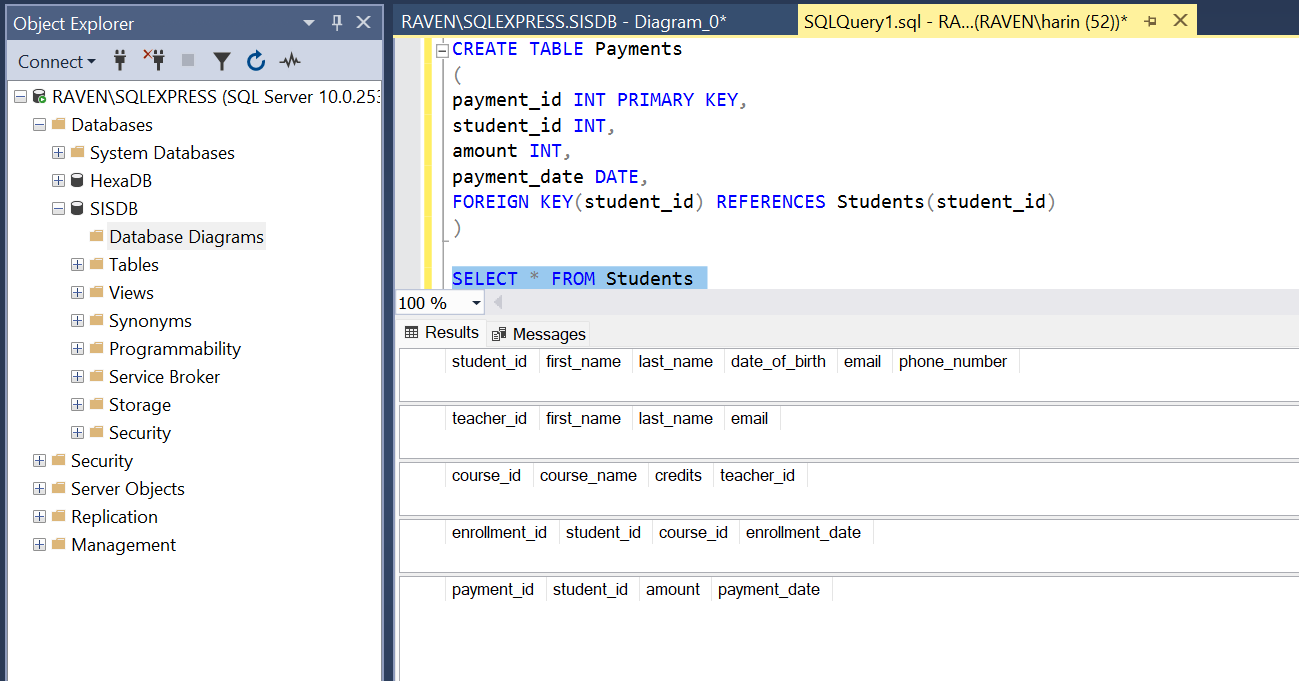 Object Explorer
Connect
RAVEN\SQLEXPRESS (SQL Server 10.0.253
Databases
System Databases
HexaDB
SISDB
Database Diagrams
Tables
Views
Synonyms
Programmability
Service Broker
Storage
Security
Security
Server Objects
Replication
Management
RAVEN\SQLEXPRESS.SISDB - Diagram_0*
SQLQuery1.sql - RA...(RAVEN\harin (52))*
CREATE TABLE Payments
(
payment_id INT PRIMARY KEY,
student_id INT,
amount INT,
payment_date DATE,
FOREIGN KEY(student_id) REFERENCES Students(student_id)
)
SELECT * FROM Students
100 %
Results Messages
student_id first_name last_name date_of_birth email phone_number
teacher_id first_name last_name email
course_id course_name credits teacher_id
enrollment_id student_id course_id enrollment_date
payment_id student_id amount payment_date